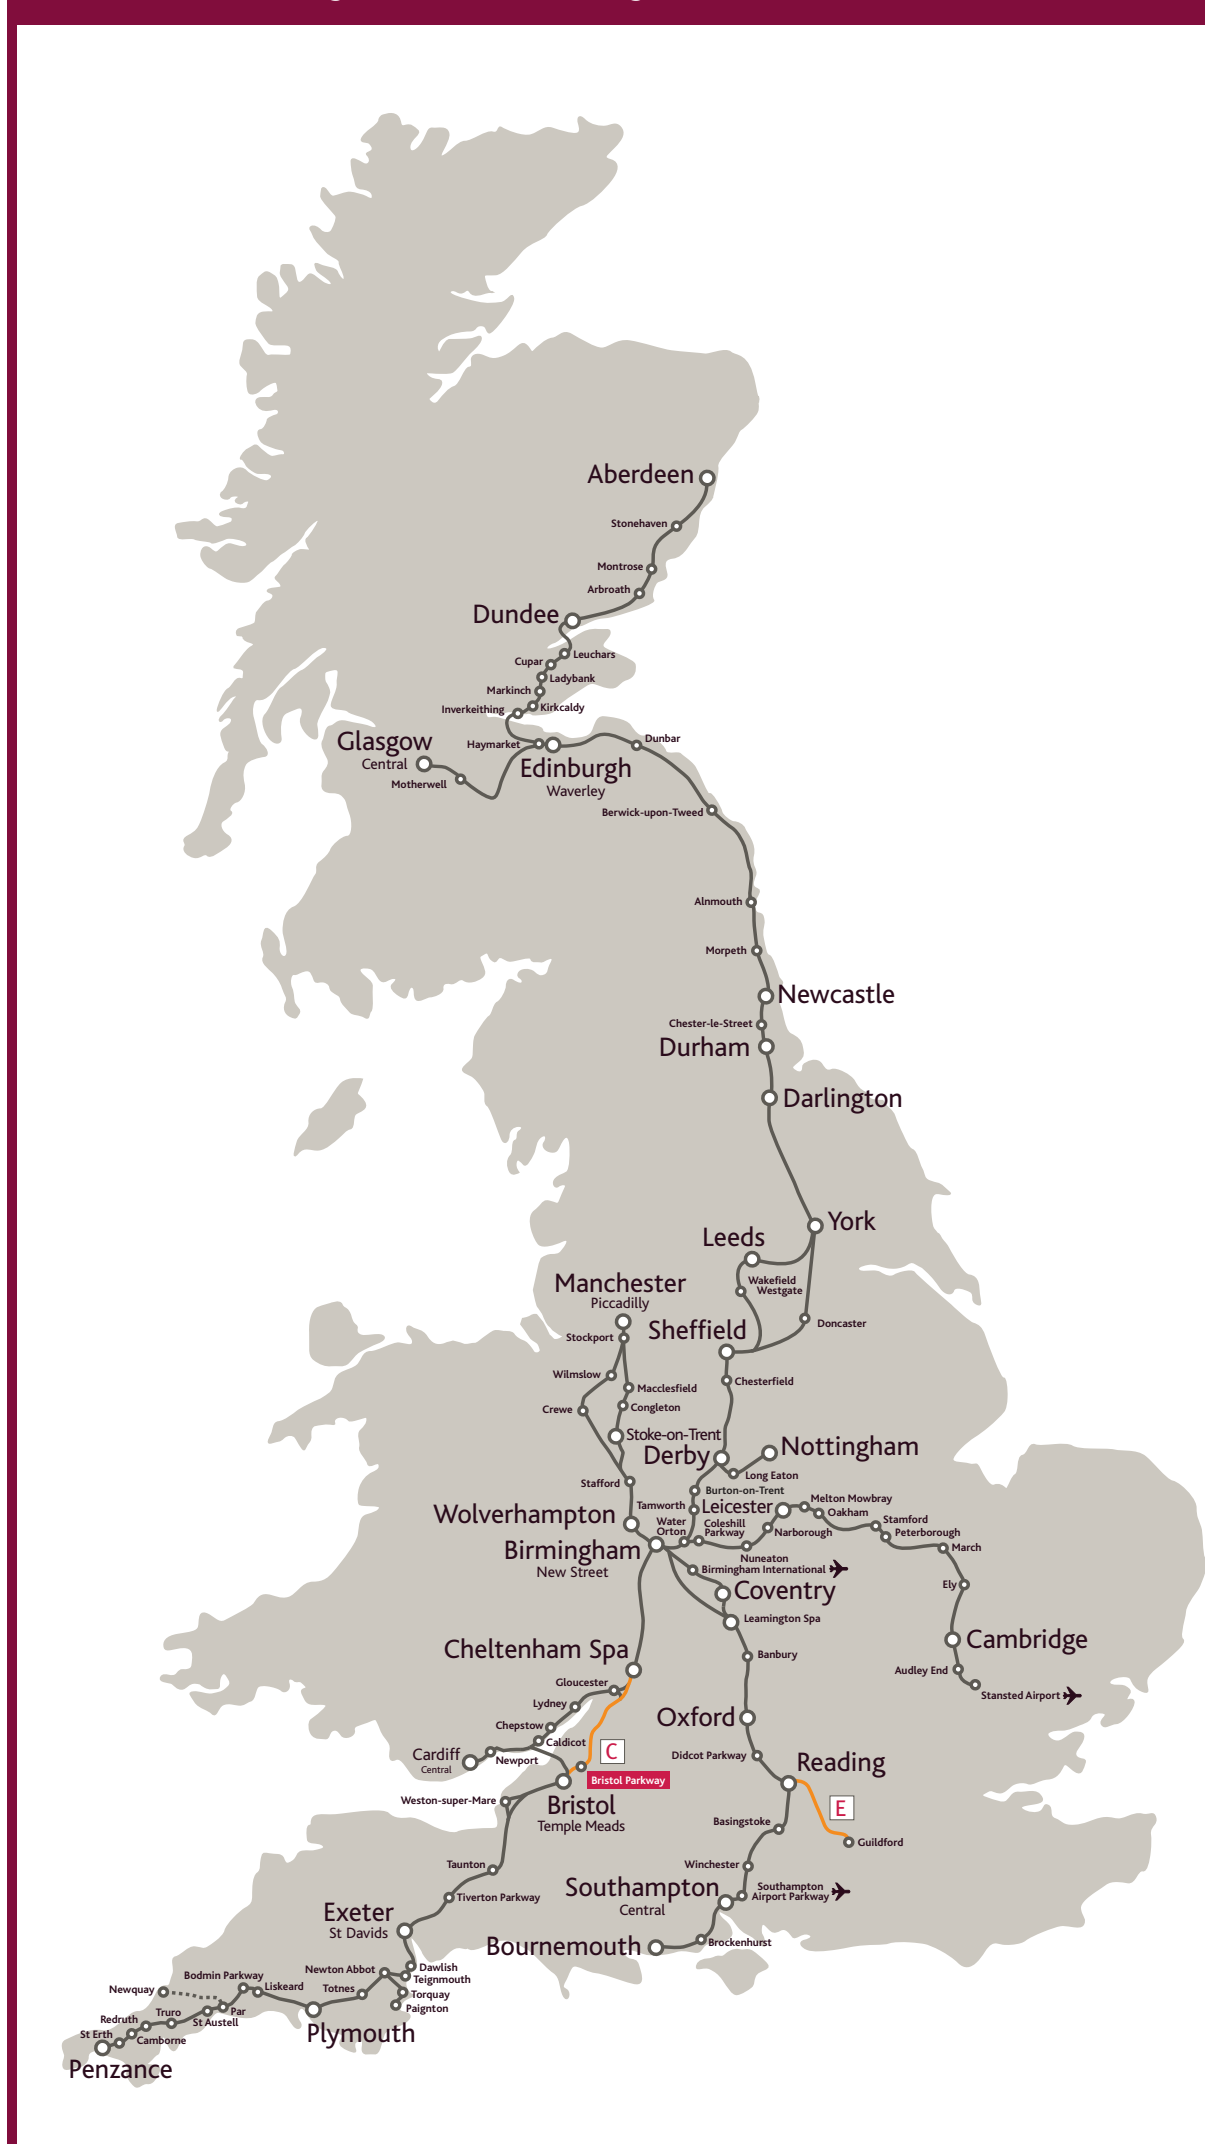 Aberdeen
Stonehaven
Montrose
Arbroath
Dundee
Leuchars
Cupar
Ladybank
Markinch
Kirkcaldy
Inverkeithing
Glasgow
Central
Haymarket
Dunbar
Edinburgh
Waverley
Motherwell
Berwick-upon-Tweed
Alnmouth
Morpeth
Newcastle
Chester-le-Street
Durham
Darlington
York
Leeds
Wakefield
Westgate
Manchester
Piccadilly
Doncaster
Stockport
Sheffield
Wilmslow
Chesterfield
Macclesfield
Crewe
Congleton
Stoke-on-Trent
Derby
Nottingham
Long Eaton
Stafford
Burton-on-Trent
Tamworth
Leicester
Melton Mowbray
Oakham
Wolverhampton
Water
Orton
Coleshill
Parkway
Narborough
Stamford
Peterborough
March
Birmingham
New Street
Nuneaton
Birmingham International
Ely
Coventry
Leamington Spa
Cambridge
Cheltenham Spa
Banbury
Audley End
Stansted Airport
Gloucester
Lydney
Oxford
Chepstow
Caldicot
C
Cardiff
Central
Newport
Didcot Parkway
Reading
Bristol Parkway
Weston-super-Mare
Bristol
Temple Meads
E
Basingstoke
Guildford
Taunton
Winchester
Southampton
Central
Southampton
Airport Parkway
Tiverton Parkway
Exeter
St Davids
Bournemouth
Brockenhurst
Newton Abbot
Dawlish
Teignmouth
Bodmin Parkway
Liskeard
Totnes
Torquay
Paignton
Newquay
Par
Truro
St Austell
Redruth
Plymouth
St Erth
Camborne
Penzance